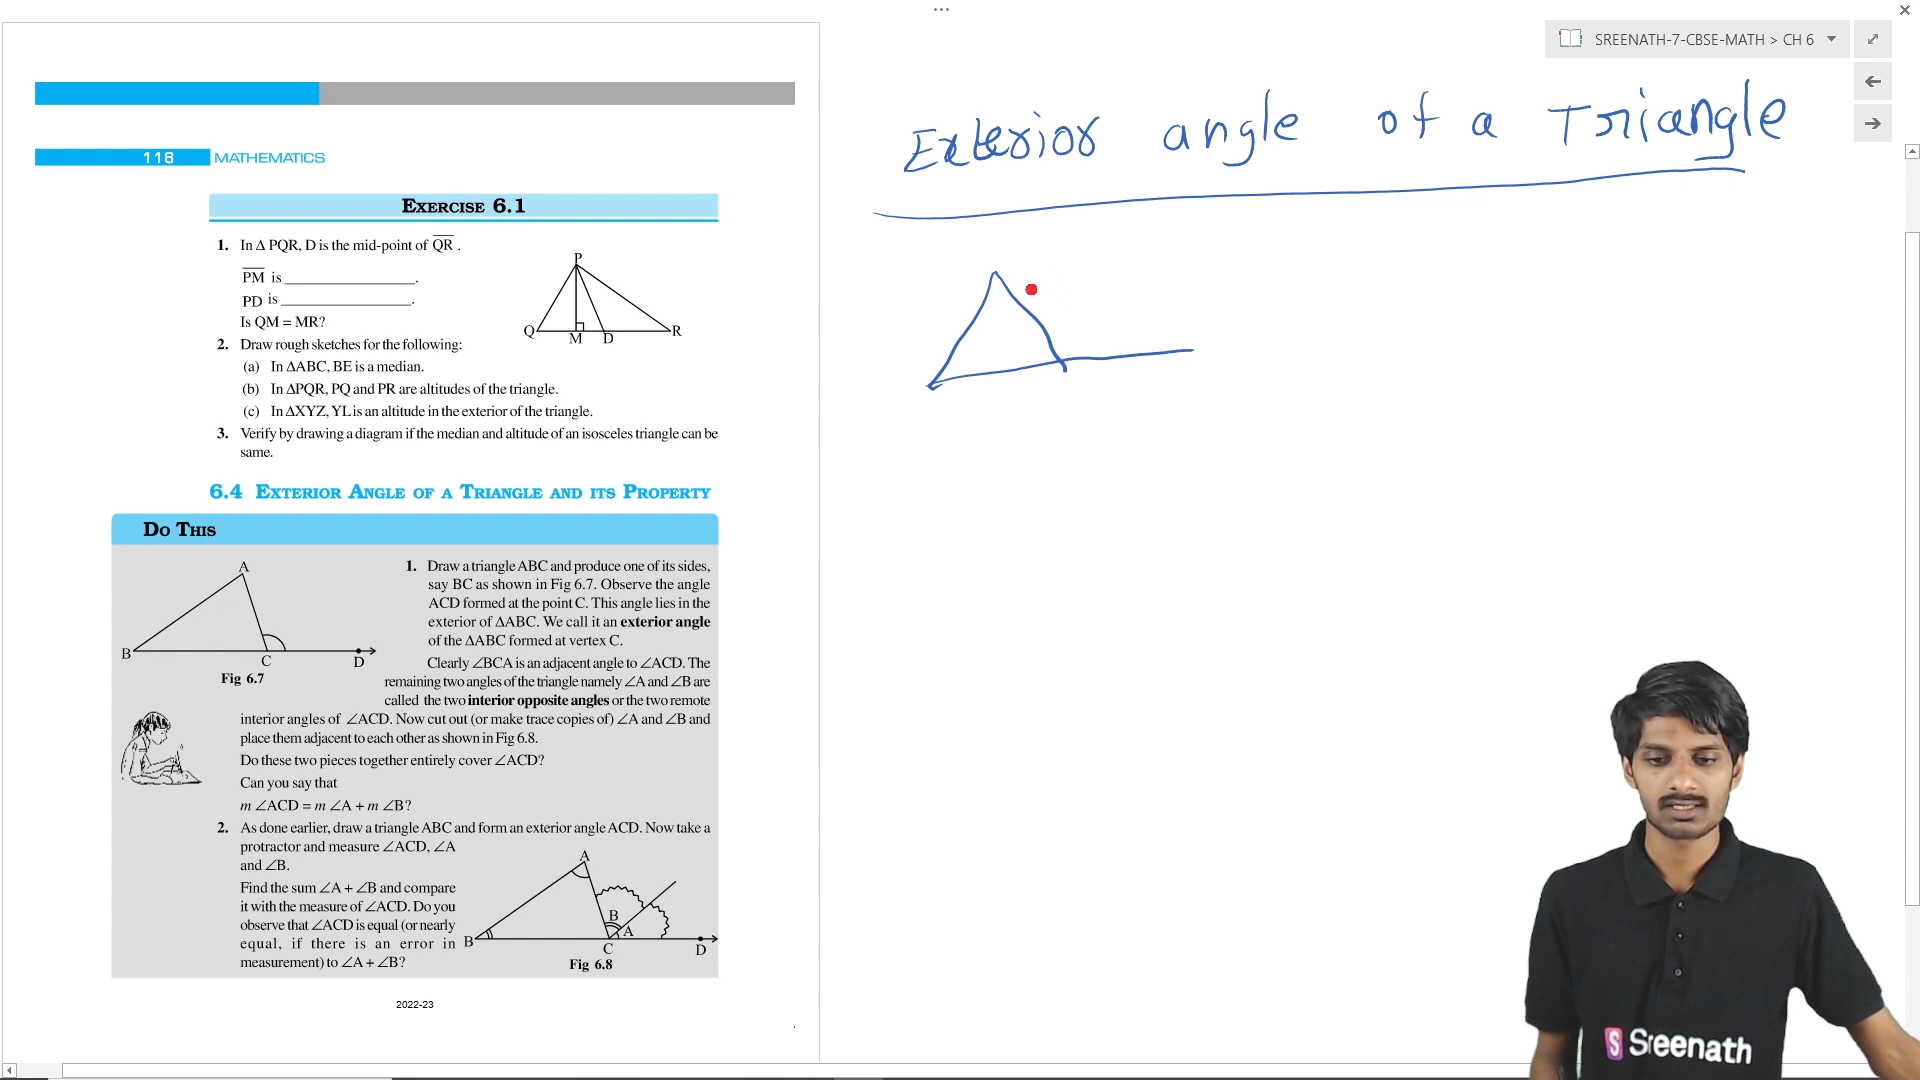 SREENATH-7-CBSE-MATH > CH 6
Exterior angle of a Triangle
116 MATHEMATICS
EXERCISE 6.1
1. In Δ PQR, D is the mid-point of QR .
PM is ____________________.
PD is ____________________.
Is QM = MR?
P
Q
M
D
R
2. Draw rough sketches for the following:
(a) In ΔABC, BE is a median.
(b) In ΔPQR, PQ and PR are altitudes of the triangle.
(c) In ΔXYZ, YL is an altitude in the exterior of the triangle.
3. Verify by drawing a diagram if the median and altitude of an isosceles triangle can be
same.
6.4 EXTERIOR ANGLE OF A TRIANGLE AND ITS PROPERTY
DO THIS
A
B
C
D
Fig 6.7
1. Draw a triangle ABC and produce one of its sides,
say BC as shown in Fig 6.7. Observe the angle
ACD formed at the point C. This angle lies in the
exterior of ΔABC. We call it an exterior angle
of the ΔABC formed at vertex C.
Clearly ∠BCA is an adjacent angle to ∠ACD. The
remaining two angles of the triangle namely ∠A and ∠B are
called the two interior opposite angles or the two remote
interior angles of ∠ACD. Now cut out (or make trace copies of) ∠A and ∠B and
place them adjacent to each other as shown in Fig 6.8.
Do these two pieces together entirely cover ∠ACD?
Can you say that
m ∠ACD = m ∠A + m ∠B?
2. As done earlier, draw a triangle ABC and form an exterior angle ACD. Now take a
protractor and measure ∠ACD, ∠A
and ∠B.
Find the sum ∠A + ∠B and compare
it with the measure of ∠ACD. Do you
observe that ∠ACD is equal (or nearly
equal, if there is an error in
measurement) to ∠A + ∠B?
A
B
A
B
C
D
Fig 6.8
2022-23
S Sreenath